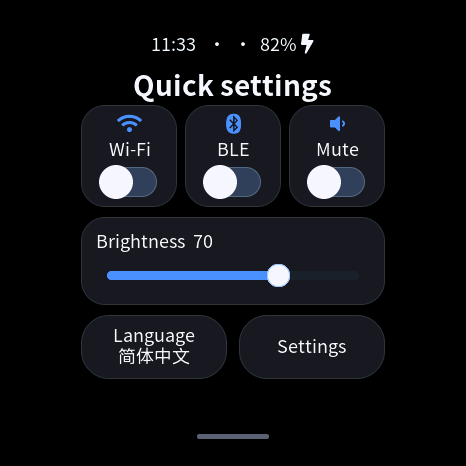 11:33 • • 82%
Quick settings
Wi-Fi BLE Mute
Brightness 70
Language
简体中文
Settings